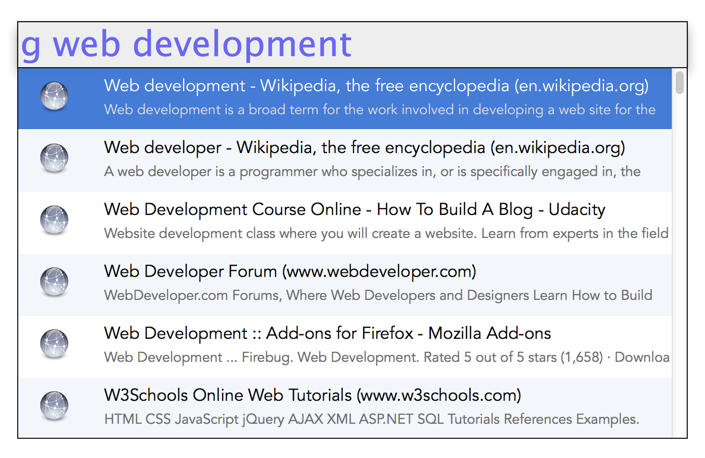 g web development
Web development - Wikipedia, the free encyclopedia (en.wikipedia.org)
Web development is a broad term for the work involved in developing a web site for the
Web developer - Wikipedia, the free encyclopedia (en.wikipedia.org)
A web developer is a programmer who specializes in, or is specifically engaged in, the
Web Development Course Online - How To Build A Blog - Udacity
Website development class where you will create a website. Learn from experts in the field
Web Developer Forum (www.webdeveloper.com)
WebDeveloper.com Forums, Where Web Developers and Designers Learn How to Build
Web Development :: Add-ons for Firefox - Mozilla Add-ons
Web Development ... Firebug. Web Development. Rated 5 out of 5 stars (1,658) · Downloa
W3Schools Online Web Tutorials (www.w3schools.com)
HTML CSS JavaScript jQuery AJAX XML ASP.NET SQL Tutorials References Examples.